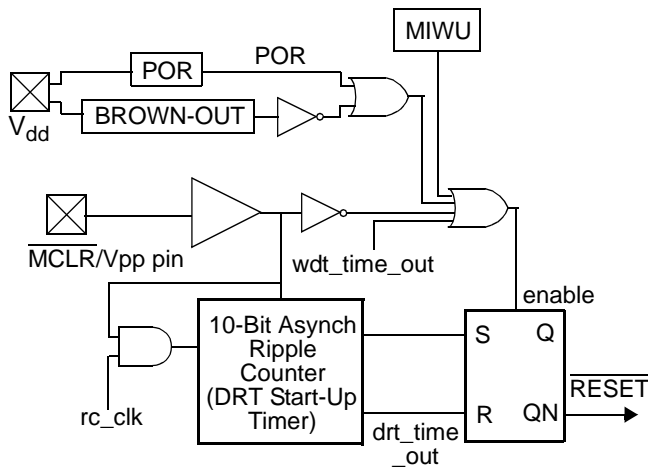 MIWU
POR
POR
BROWN-OUT
Vdd
MCLR/Vpp pin
wdt_time_out
enable
10-Bit Asynch
Ripple
Counter
(DRT Start-Up
Timer)
S
Q
RESET
R
QN
rc_clk
drt_time
_out